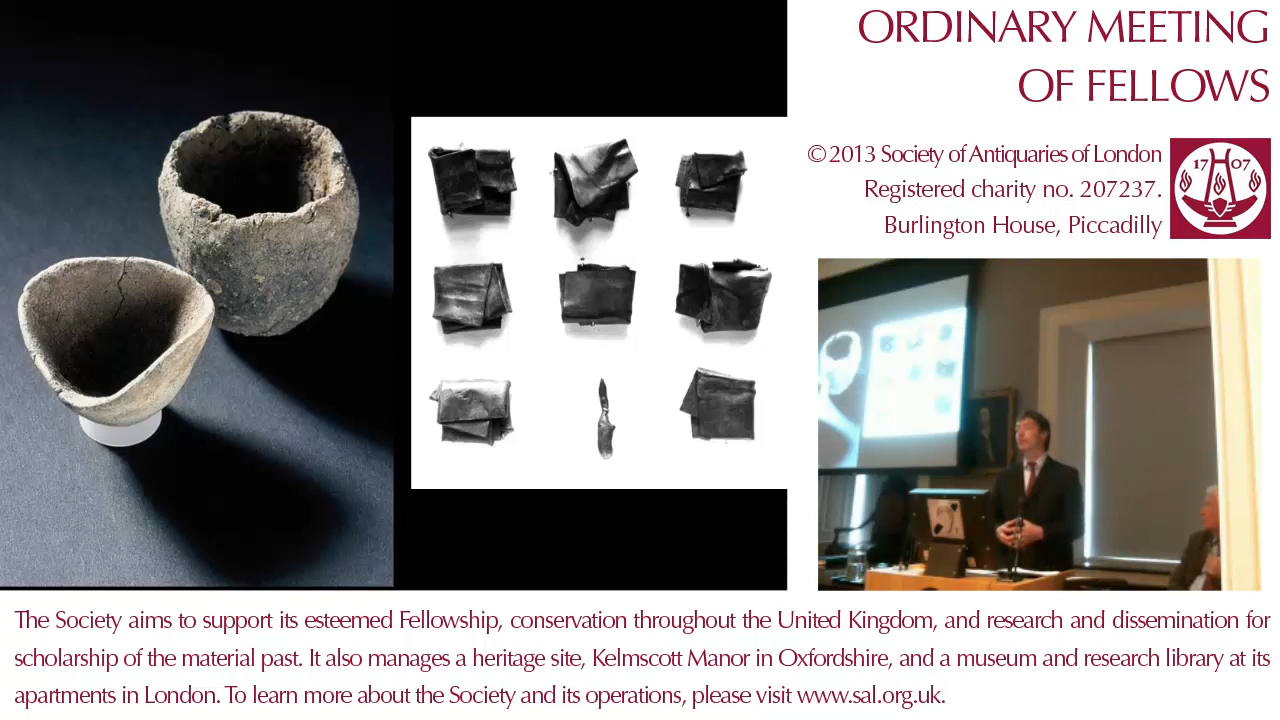 ORDINARY MEETING
OF FELLOWS
© 2013 Society of Antiquaries of London
Registered charity no. 207237.
Burlington House, Piccadilly
17 07
The Society aims to support its esteemed Fellowship, conservation throughout the United Kingdom, and research and dissemination for
scholarship of the material past. It also manages a heritage site, Kelmscott Manor in Oxfordshire, and a museum and research library at its
apartments in London. To learn more about the Society and its operations, please visit www.sal.org.uk.